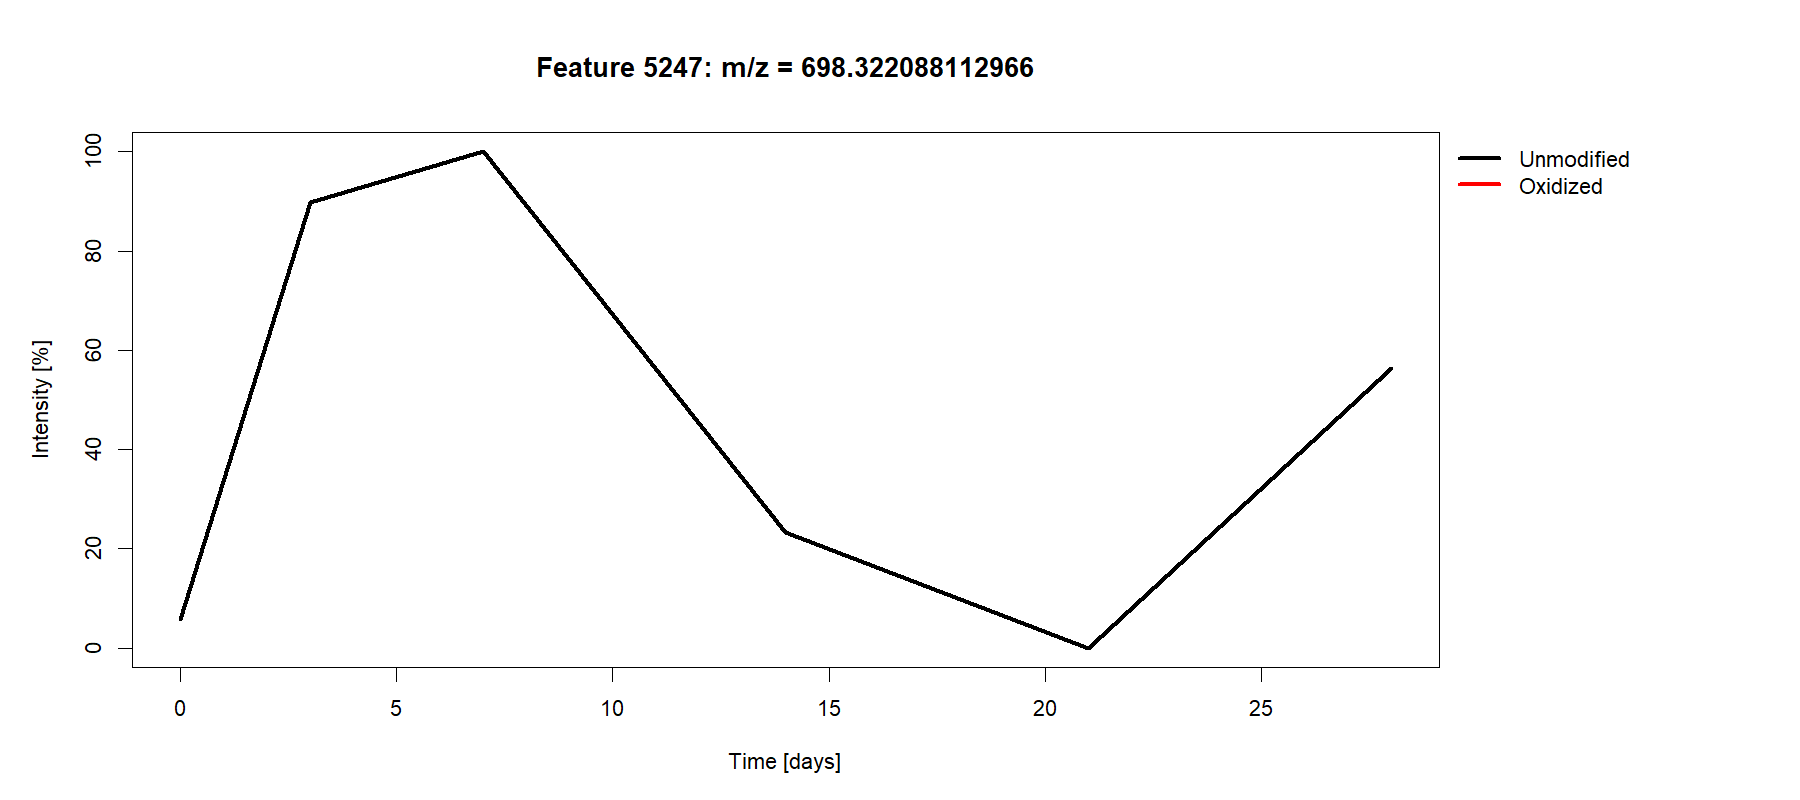 Feature 5247: m/z = 698.322088112966
Unmodified
Oxidized
Intensity [%]
100
80
60
40
20
0
0 5 10 15 20 25
Time [days]